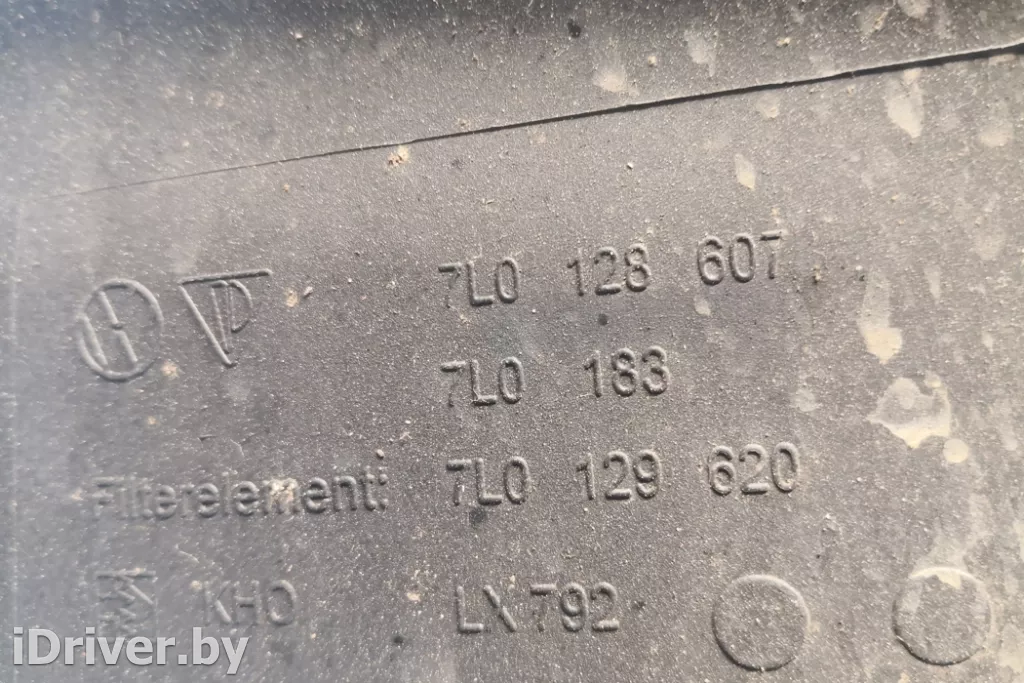 7L0 128 607
7L0 183
Filterelement: 7L0 129 620
KHO LX792
iDriver.by